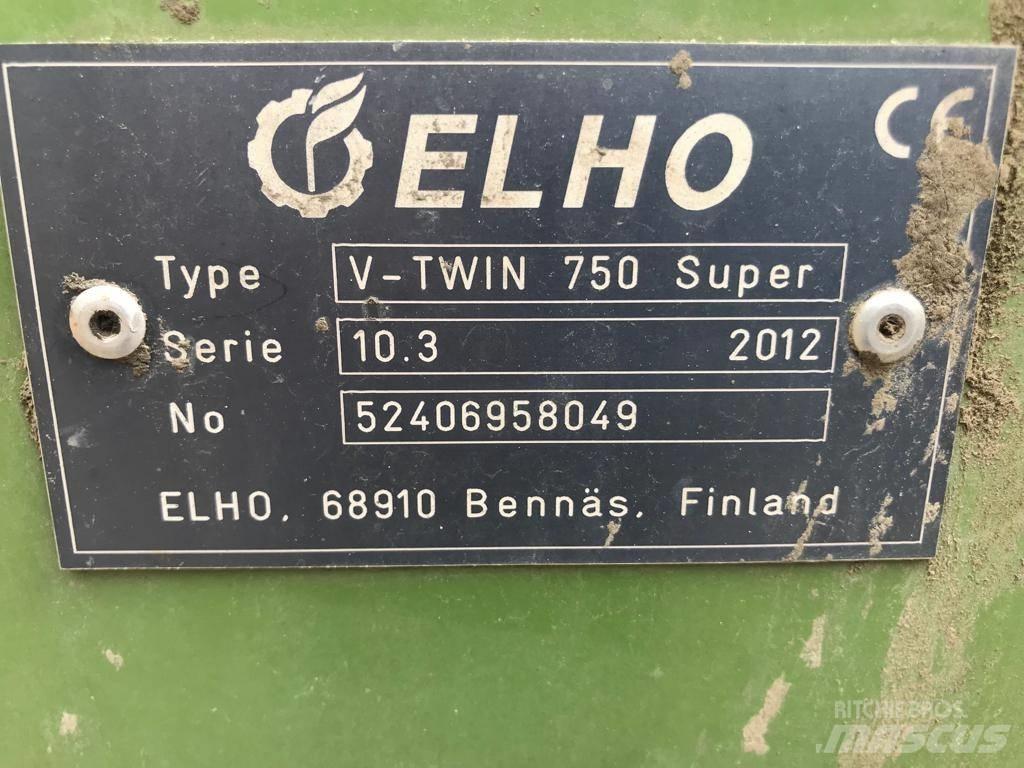 ELHO CE
Type V-TWIN 750 Super
Serie 10.3 2012
No 52406958049
ELHO, 68910 Bennäs, Finland
RITCHIE BROS.
MASCUS